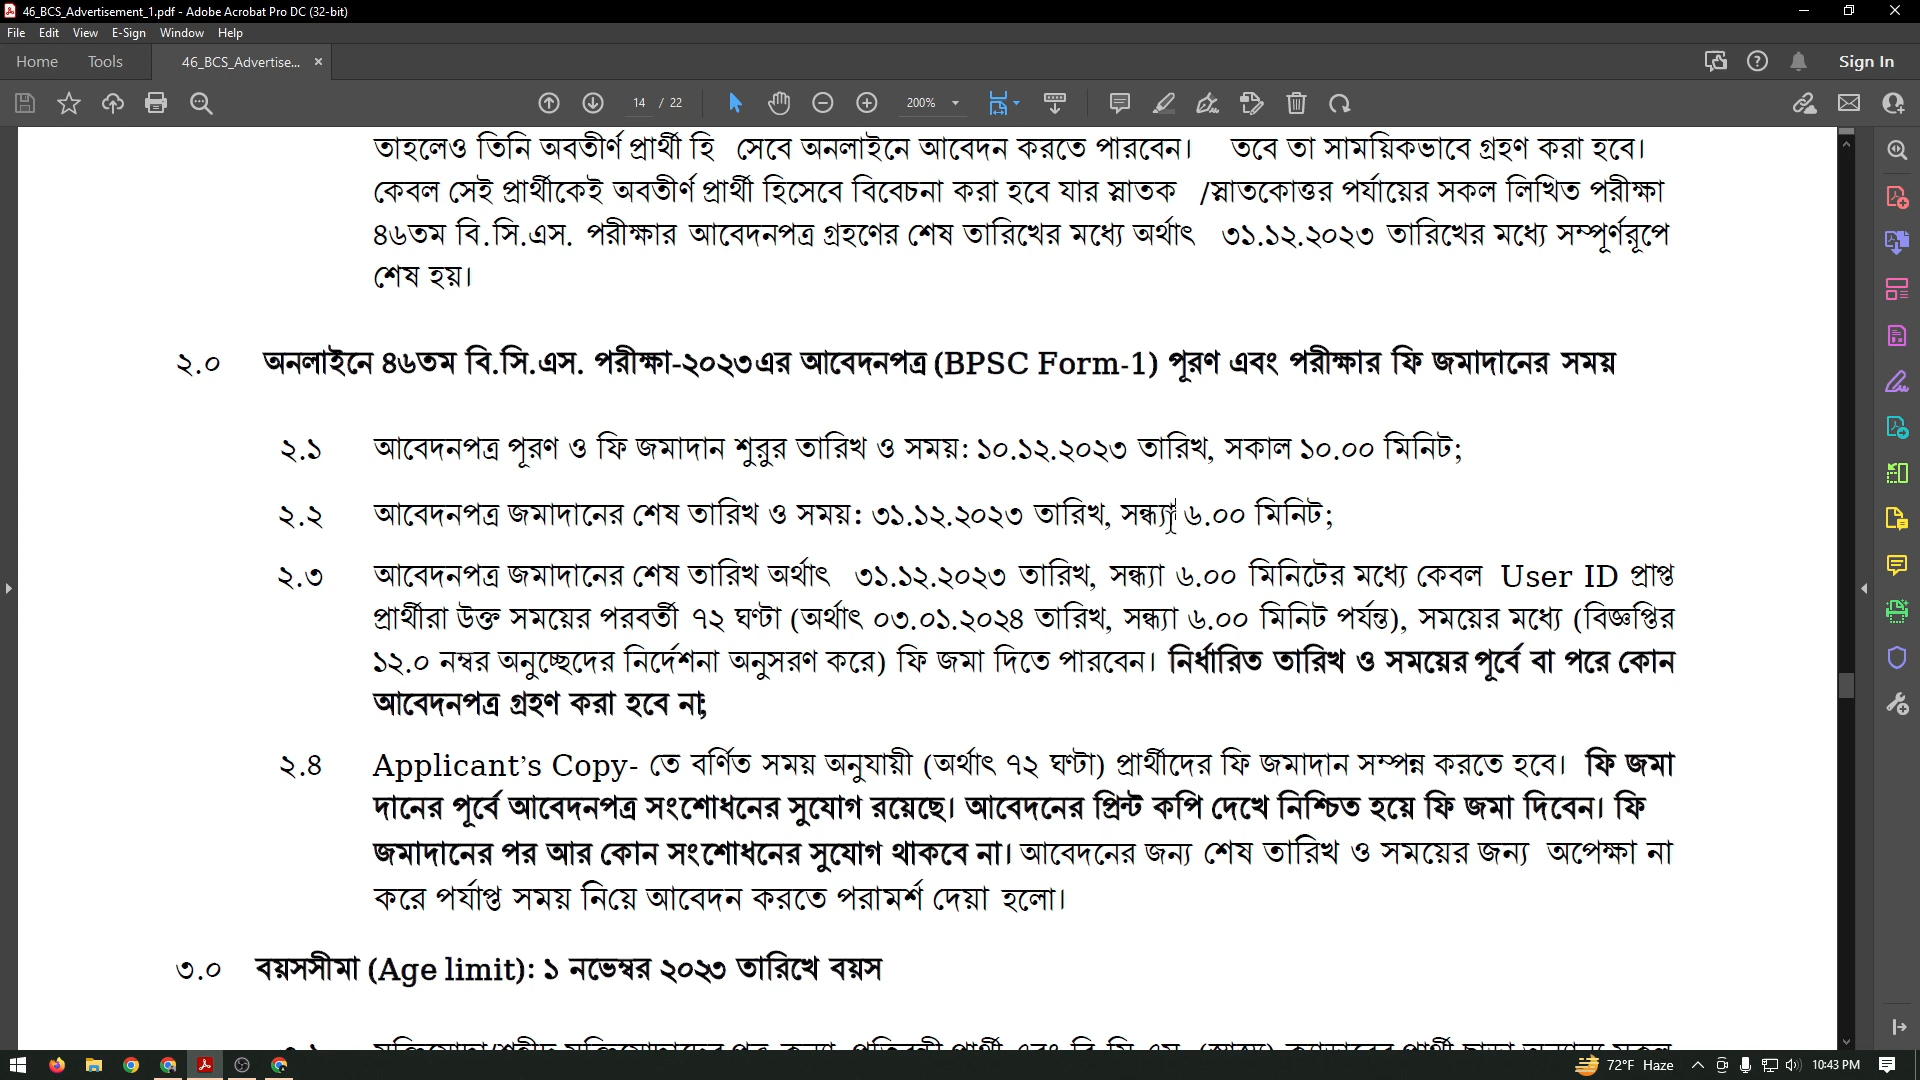 46_BCS_Advertisement_1.pdf - Adobe Acrobat Pro DC (32-bit)
File Edit View E-Sign Window Help
Home Tools 46_BCS_Advertise... × Sign In
14 / 22 200%
তাহলেও তিনি অবতীর্ণ প্রার্থী হি সেবে অনলাইনে আবেদন করতে পারবেন। তবে তা সাময়িকভাবে গ্রহণ করা হবে।
কেবল সেই প্রার্থীকেই অবতীর্ণ প্রার্থী হিসেবে বিবেচনা করা হবে যার স্নাতক /স্নাতকোত্তর পর্যায়ের সকল লিখিত পরীক্ষা
৪৬তম বি.সি.এস. পরীক্ষার আবেদনপত্র গ্রহণের শেষ তারিখের মধ্যে অর্থাৎ ৩১.১২.২০২৩ তারিখের মধ্যে সম্পূর্ণরূপে
শেষ হয়।
২.০ অনলাইনে ৪৬তম বি.সি.এস. পরীক্ষা-২০২৩এর আবেদনপত্র (BPSC Form-1) পূরণ এবং পরীক্ষার ফি জমাদানের সময়
২.১ আবেদনপত্র পূরণ ও ফি জমাদান শুরুর তারিখ ও সময়: ১০.১২.২০২৩ তারিখ, সকাল ১০.০০ মিনিট;
২.২ আবেদনপত্র জমাদানের শেষ তারিখ ও সময়: ৩১.১২.২০২৩ তারিখ, সন্ধ্যা ৬.০০ মিনিট;
২.৩ আবেদনপত্র জমাদানের শেষ তারিখ অর্থাৎ ৩১.১২.২০২৩ তারিখ, সন্ধ্যা ৬.০০ মিনিটের মধ্যে কেবল User ID প্রাপ্ত
প্রার্থীরা উক্ত সময়ের পরবর্তী ৭২ ঘণ্টা (অর্থাৎ ০৩.০১.২০২৪ তারিখ, সন্ধ্যা ৬.০০ মিনিট পর্যন্ত), সময়ের মধ্যে (বিজ্ঞপ্তির
১২.০ নম্বর অনুচ্ছেদের নির্দেশনা অনুসরণ করে) ফি জমা দিতে পারবেন। নির্ধারিত তারিখ ও সময়ের পূর্বে বা পরে কোন
আবেদনপত্র গ্রহণ করা হবে না;
২.৪ Applicant’s Copy- তে বর্ণিত সময় অনুযায়ী (অর্থাৎ ৭২ ঘণ্টা) প্রার্থীদের ফি জমাদান সম্পন্ন করতে হবে। ফি জমা
দানের পূর্বে আবেদনপত্র সংশোধনের সুযোগ রয়েছে। আবেদনের প্রিন্ট কপি দেখে নিশ্চিত হয়ে ফি জমা দিবেন। ফি
জমাদানের পর আর কোন সংশোধনের সুযোগ থাকবে না। আবেদনের জন্য শেষ তারিখ ও সময়ের জন্য অপেক্ষা না
করে পর্যাপ্ত সময় নিয়ে আবেদন করতে পরামর্শ দেয়া হলো।
৩.০ বয়সসীমা (Age limit): ১ নভেম্বর ২০২৩ তারিখে বয়স
72°F Haze 10:43 PM